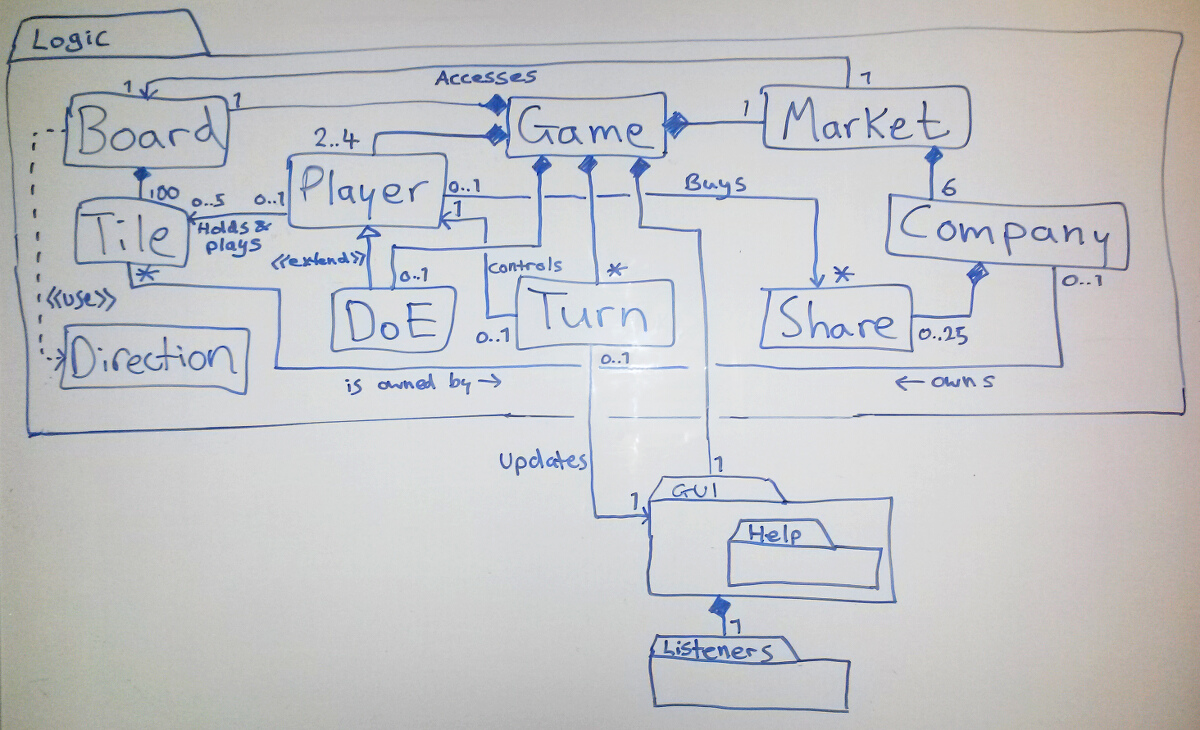 Logic
1
Accesses
1
Board
1
Game
1
Market
2..4
100
Player
0..1
Buys
6
0..5
0..1
1
Tile
Holds &
plays
Company
<<extend>>
controls
*
*
*
0..1
0..1
<<use>>
DoE
Turn
Share
0..1
0..25
Direction
0..1
is owned by →
← owns
Updates
1
GUI
1
Help
1
Listeners